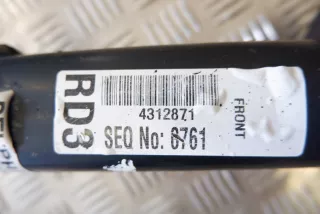 RD3
4312871
SEQ No: 8761
FRONT